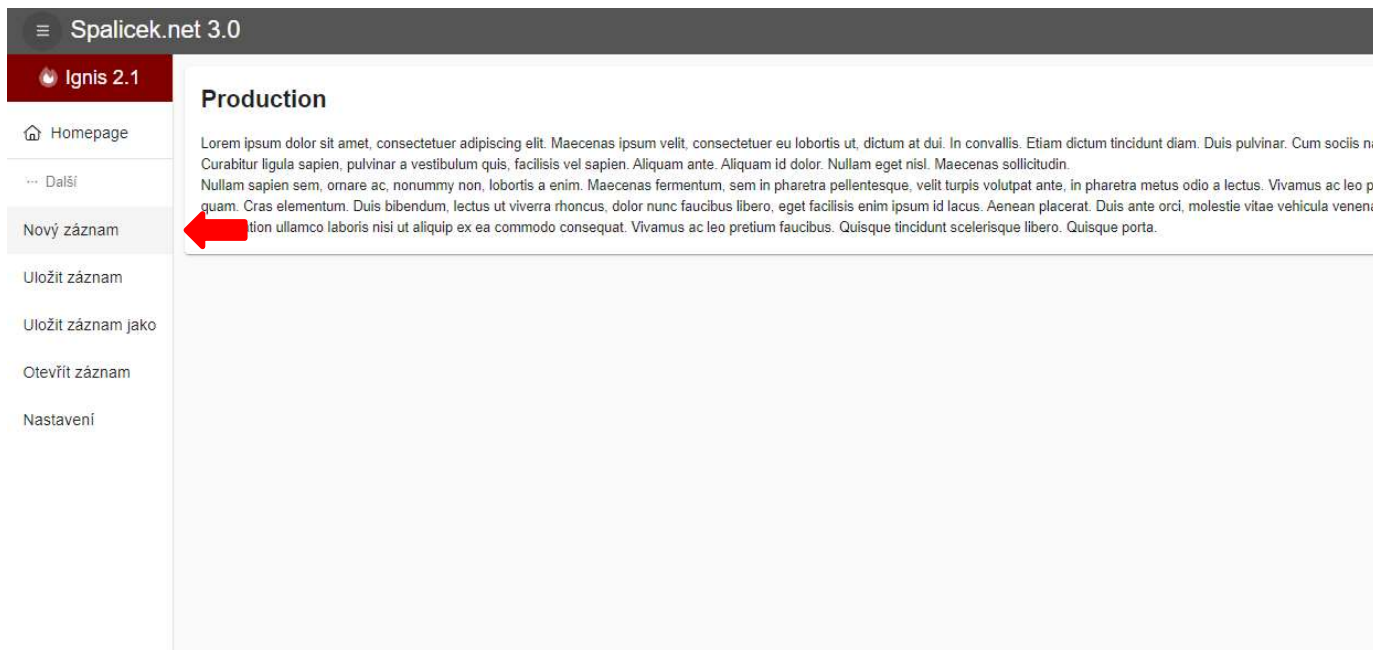 Spalicek.net 3.0
Ignis 2.1
Homepage
Další
Nový záznam
Uložit záznam
Uložit záznam jako
Otevřít záznam
Nastavení
Production
Lorem ipsum dolor sit amet, consectetuer adipiscing elit. Maecenas ipsum velit, consectetuer eu lobortis ut, dictum at dui. In convallis. Etiam dictum tincidunt diam. Duis pulvinar. Cum sociis
Curabitur ligula sapien, pulvinar a vestibulum quis, facilisis vel sapien. Aliquam ante. Aliquam id dolor. Nullam eget nisl. Maecenas sollicitudin.
Nullam sapien sem, ornare ac, nonummy non, lobortis a enim. Maecenas fermentum, sem in pharetra pellentesque, velit turpis volutpat ante, in pharetra metus odio a lectus. Vivamus ac leo
quam. Cras elementum. Duis bibendum, lectus ut viverra rhoncus, dolor nunc faucibus libero, eget facilisis enim ipsum id lacus. Aenean placerat. Duis ante orci, molestie vitae vehicula
ullamco laboris nisi ut aliquip ex ea commodo consequat. Vivamus ac leo pretium faucibus. Quisque tincidunt scelerisque libero. Quisque porta.